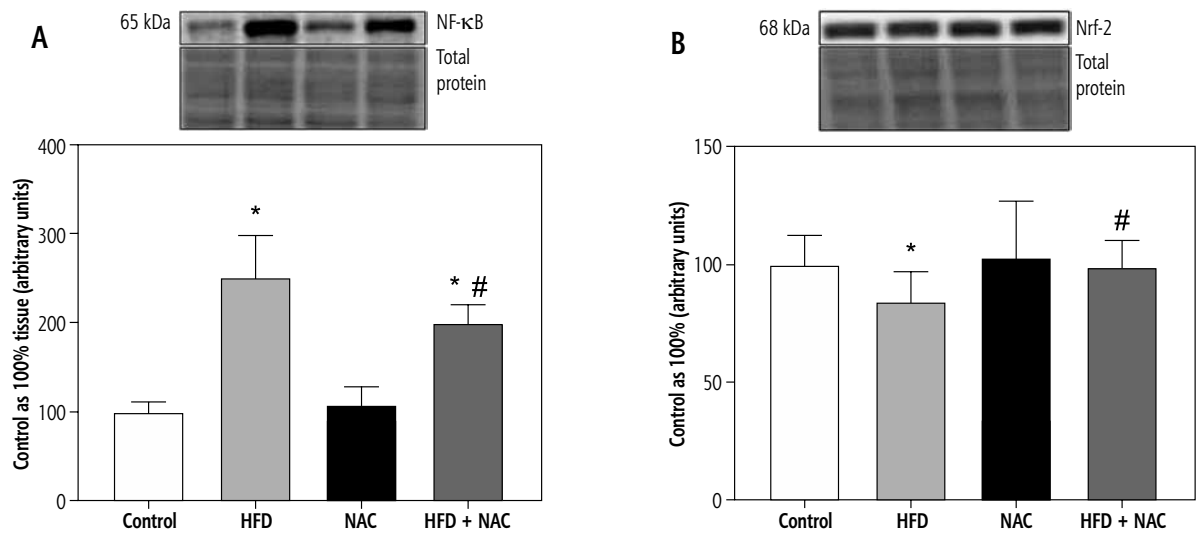 A
65 kDa
NF-κB
Total
protein
Control as 100% tissue (arbitrary units)
400
300
200
100
0
*
* #
Control
HFD
NAC
HFD + NAC
B
68 kDa
Nrf-2
Total
protein
Control as 100% (arbitrary units)
150
100
50
0
*
#
Control
HFD
NAC
HFD + NAC